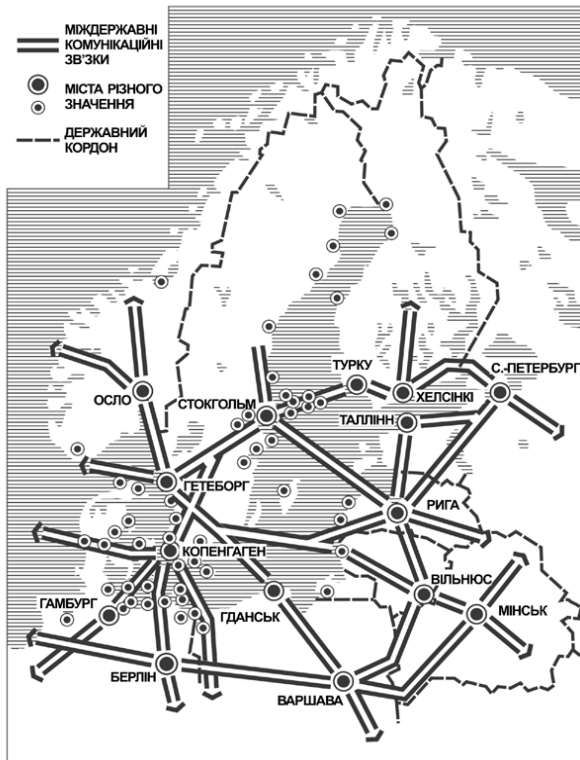 МІЖДЕРЖАВНІ
КОМУНІКАЦІЙНІ
ЗВ'ЗКИ
МІСТА РІЗНОГО
ЗНАЧЕННЯ
ДЕРЖАВНИЙ
КОРДОН
ТУРКУ
С.-ПЕТЕРБУРГ
ОСЛО
СТОКГОЛЬМ
ХЕЛСІНКІ
ТАЛЛІНН
ГЕТЕБОРГ
РИГА
КОПЕНГАГЕН
ВІЛЬНЮС
ГАМБУРГ
ГДАНСЬК
МІНСЬК
БЕРЛІН
ВАРШАВА